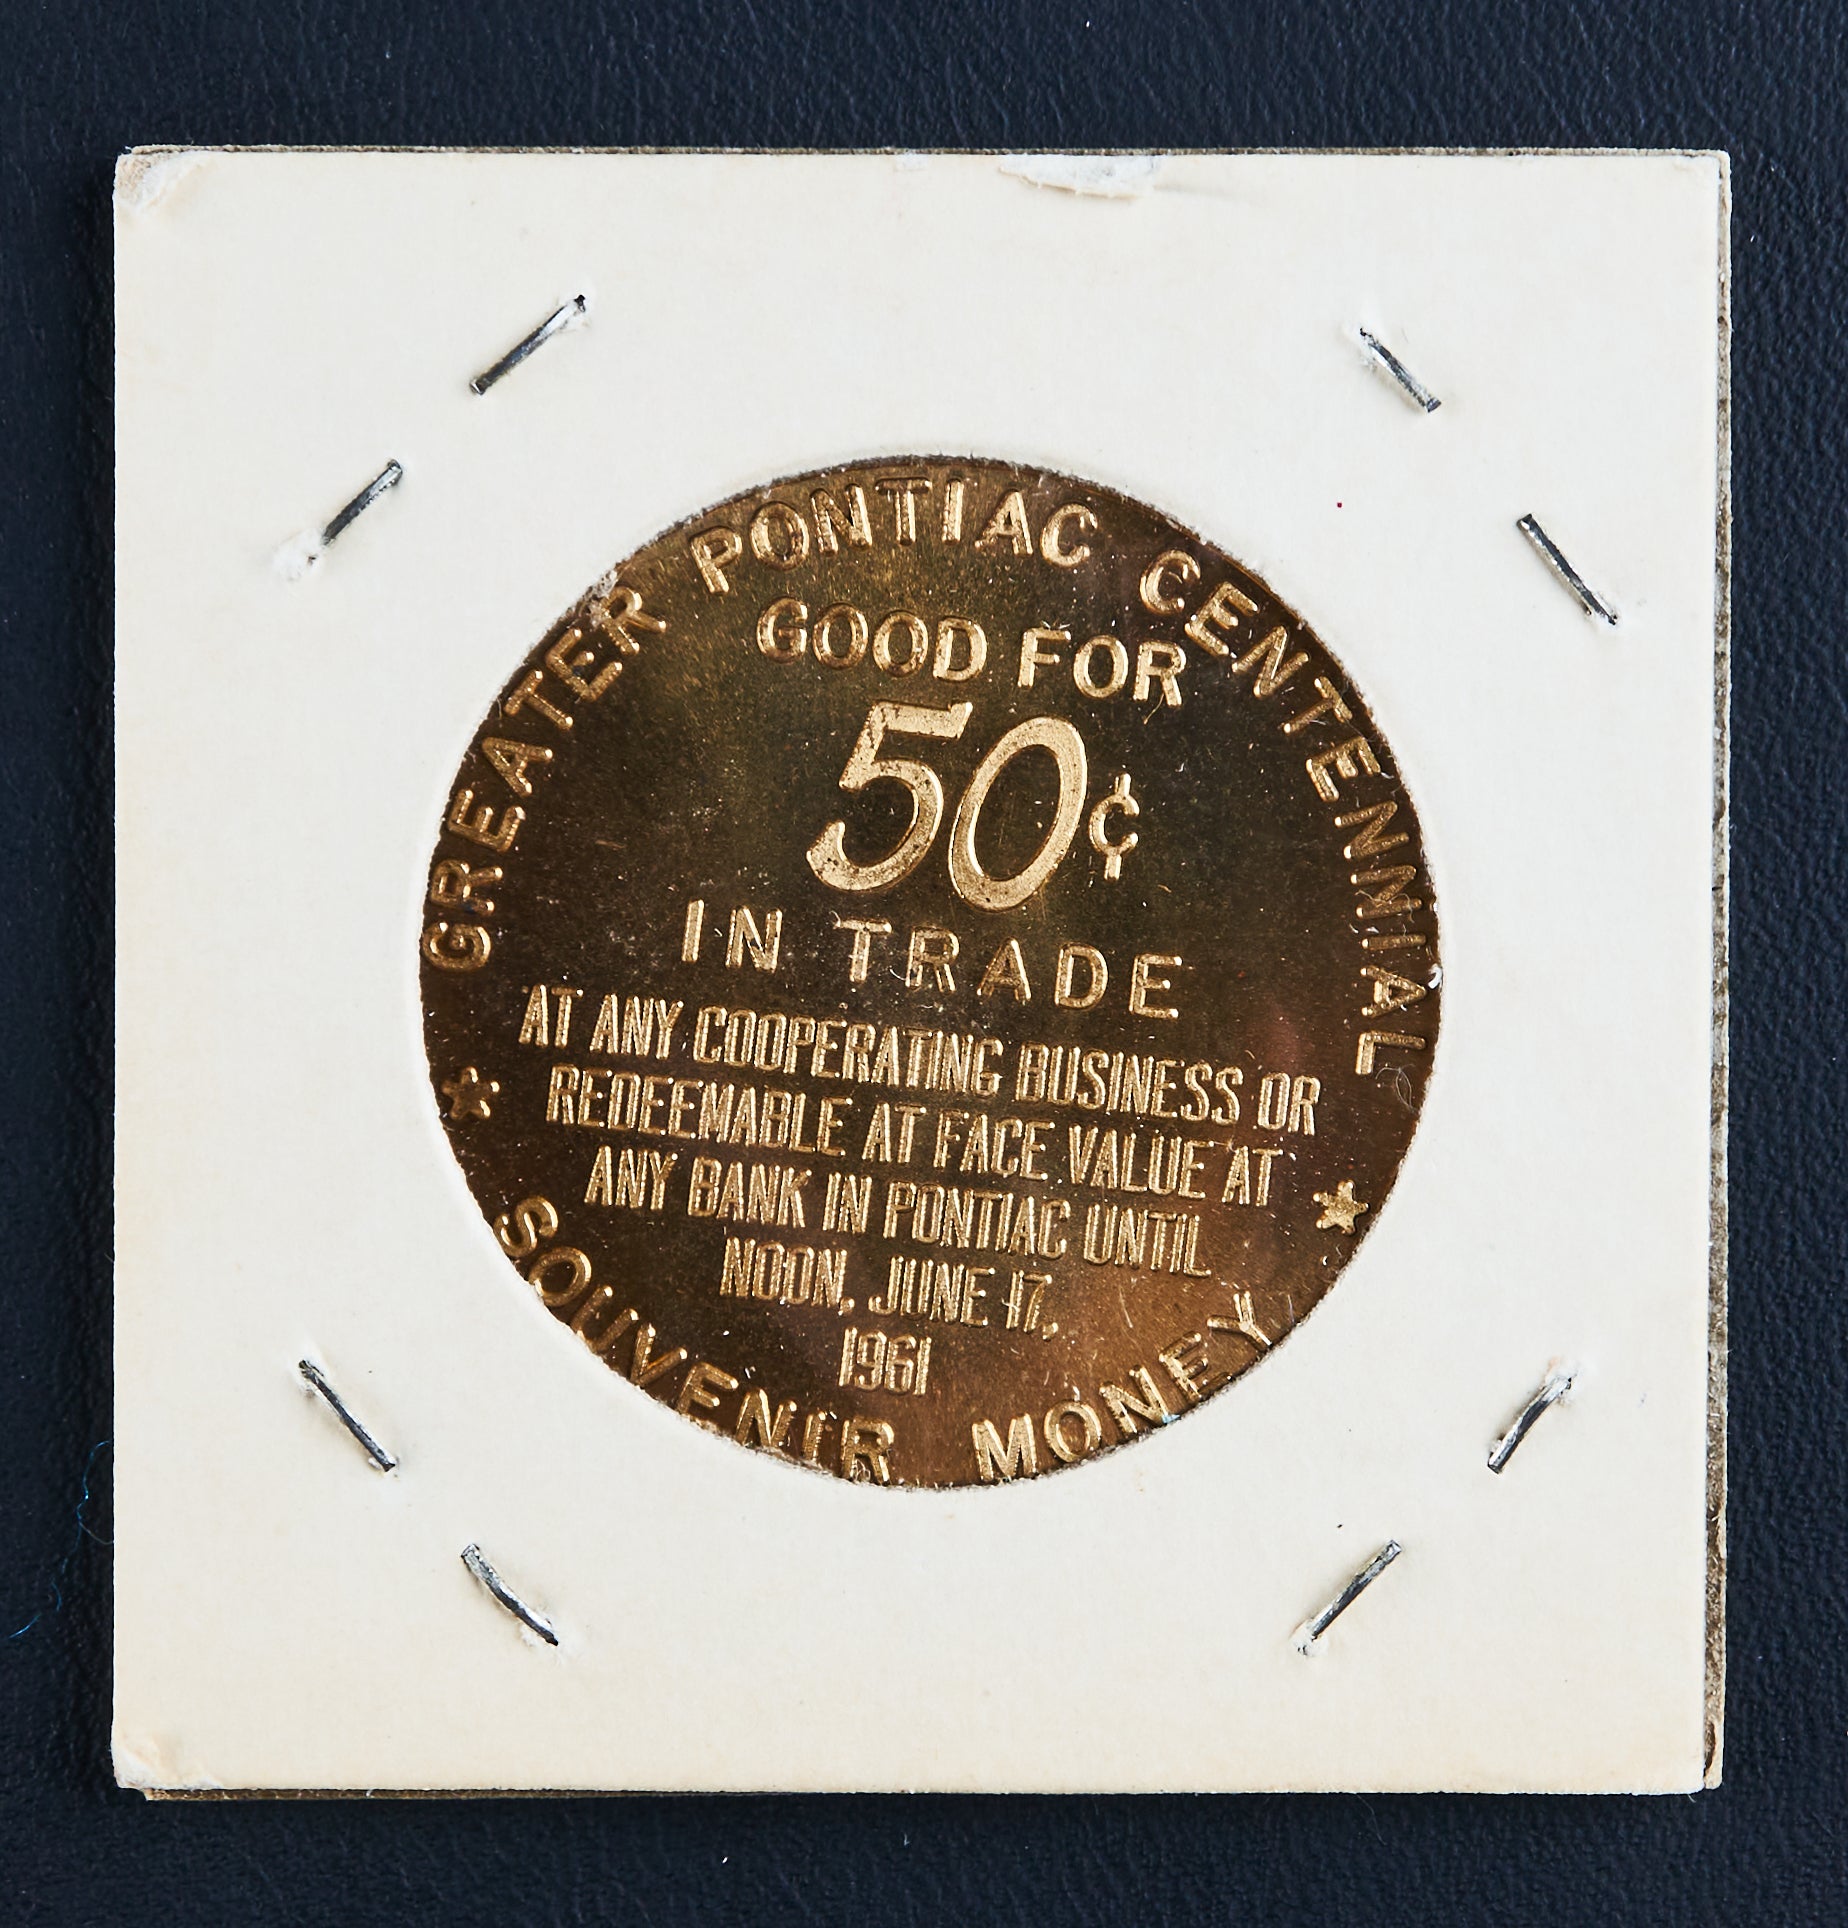 GREATER PONTIAC CENTENNIAL
GOOD FOR
50¢
IN TRADE
AT ANY COOPERATING BUSINESS OR
REDEEMABLE AT FACE VALUE AT
ANY BANK IN PONTIAC UNTIL
NOON, JUNE 17,
1961
SOUVENIR MONEY